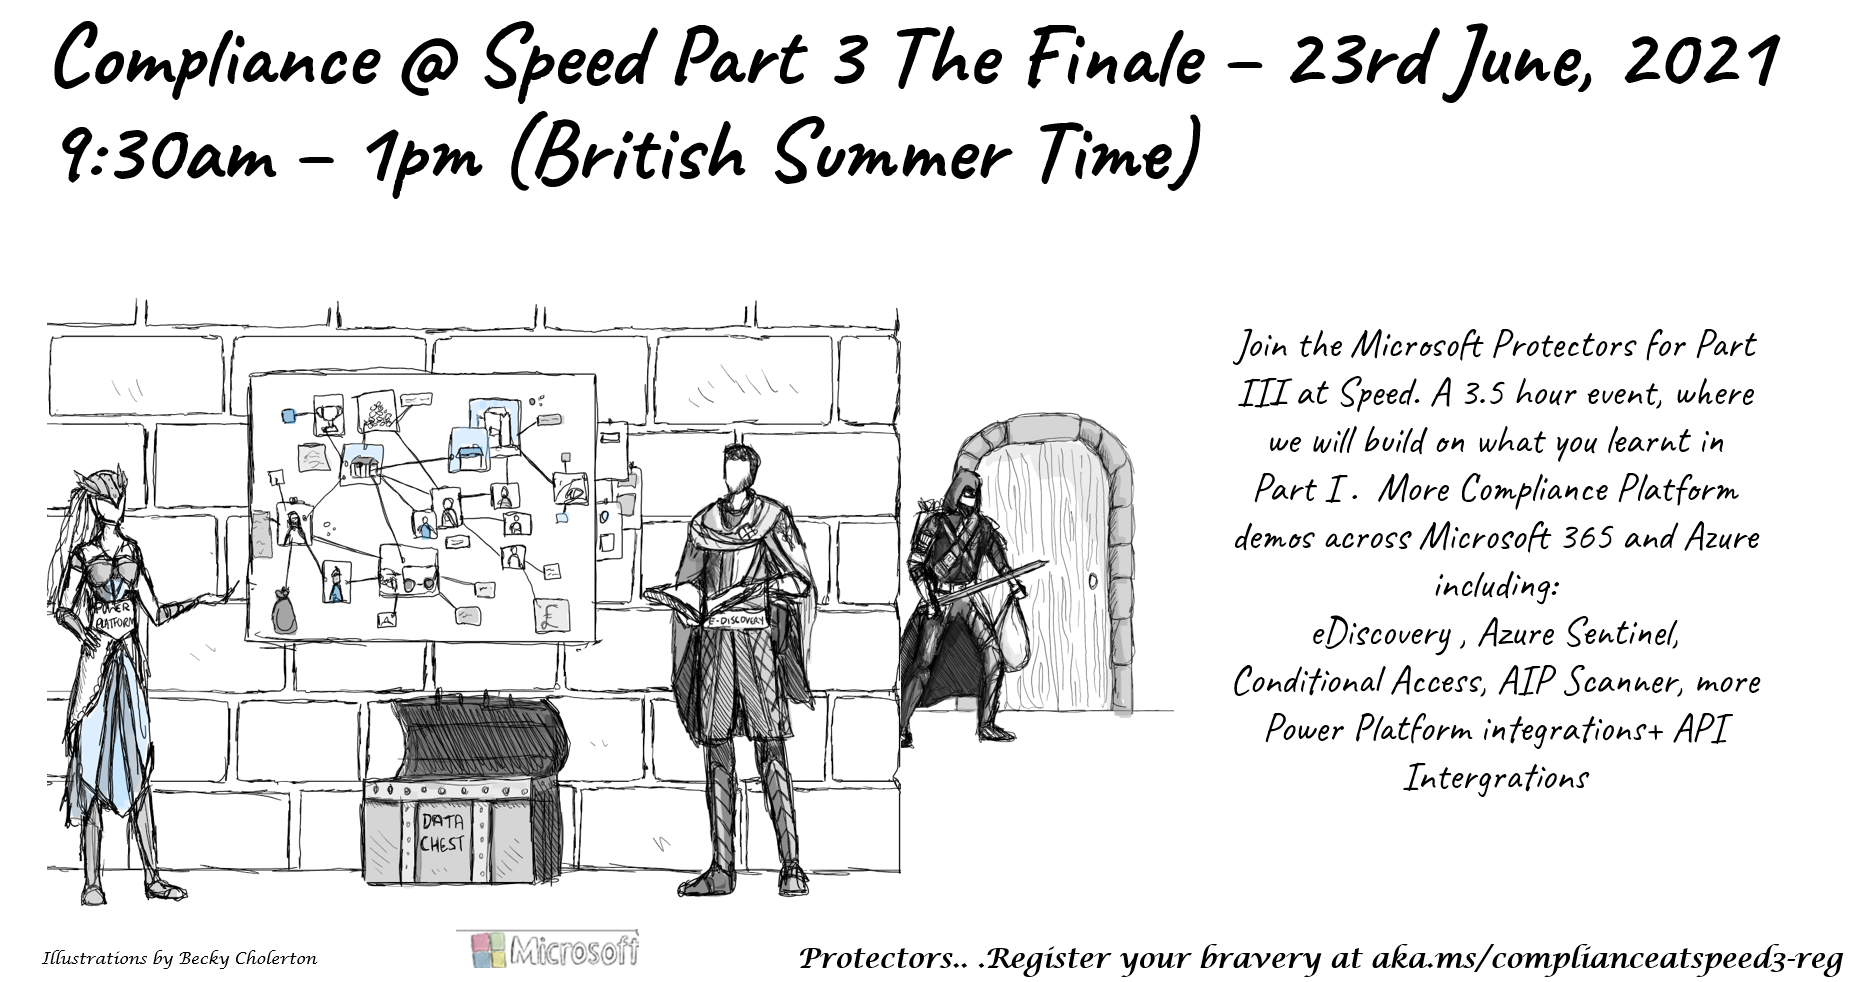 Compliance @ Speed Part 3 The Finale – 23rd June, 2021
9:30am – 1pm (British Summer Time)
Join the Microsoft Protectors for Part
III at Speed. A 3.5 hour event, where
we will build on what you learnt in
Part I . More Compliance Platform
demos across Microsoft 365 and Azure
including:
eDiscovery , Azure Sentinel,
Conditional Access, AIP Scanner, more
Power Platform integrations+ API
Intergrations
£
POWER
PLATFORM
E-DISCOVERY
DATA
CHEST
Illustrations by Becky Cholerton
Microsoft
Protectors.. .Register your bravery at aka.ms/complianceatspeed3-reg